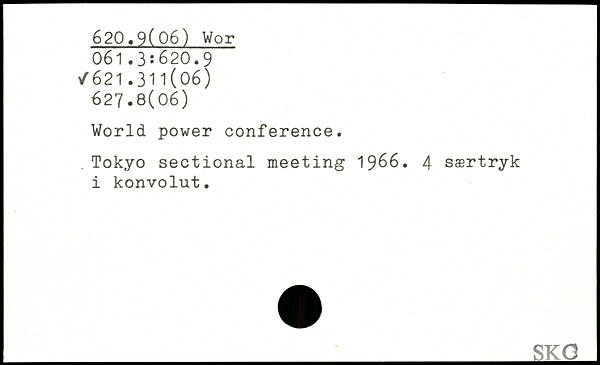 620.9(06) Wor
061.3:620.9
✓621.311(06)
627.8(06)
World power conference.
Tokyo sectional meeting 1966. 4 særtryk
i konvolut.
SKC